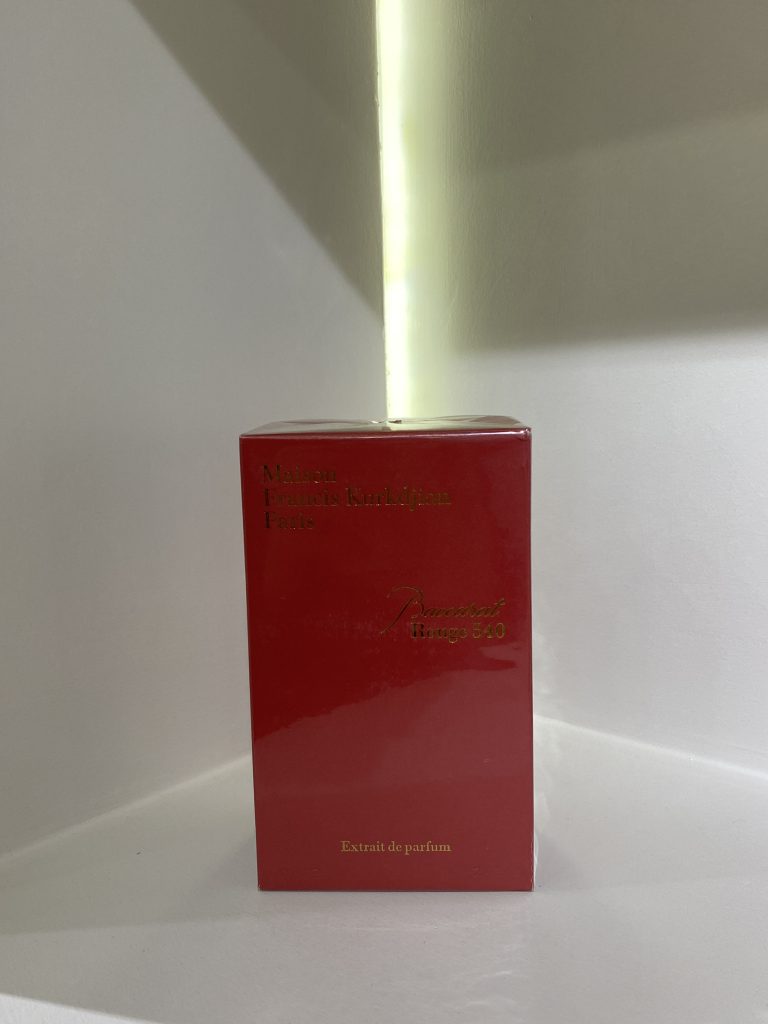 Maison
Francis Kurkdjian
Paris
Baccarat
Rouge 540
Extrait de parfum